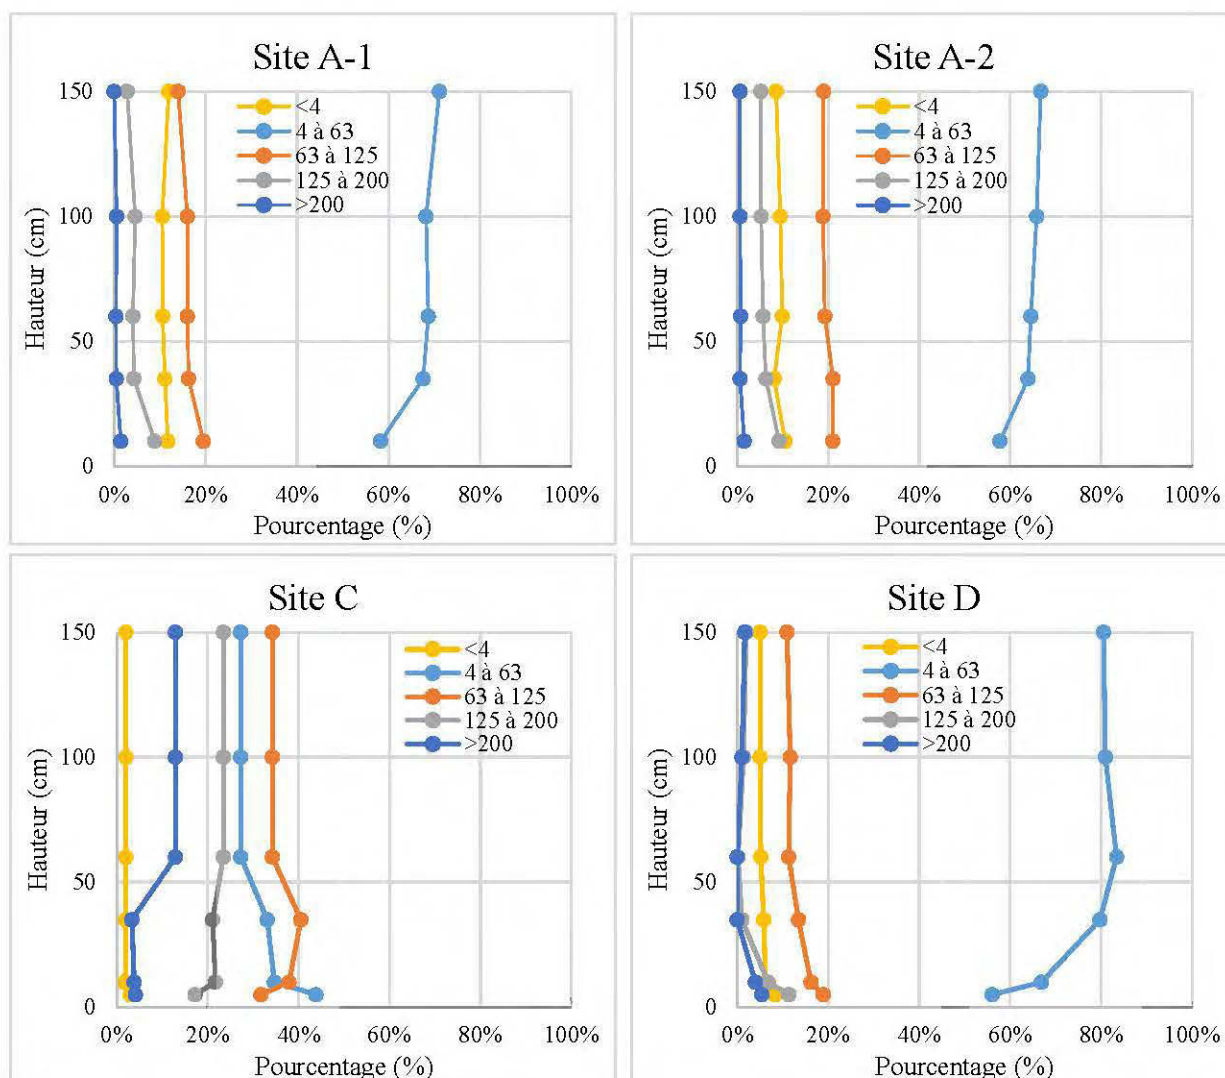 Site A-1
150
100
50
0
Hauteur (cm)
<4
4 à 63
63 à 125
125 à 200
>200
0% 20% 40% 60% 80% 100%
Pourcentage (%)
Site A-2
150
100
50
0
Hauteur (cm)
<4
4 à 63
63 à 125
125 à 200
>200
0% 20% 40% 60% 80% 100%
Pourcentage (%)
Site C
150
100
50
0
Hauteur (cm)
<4
4 à 63
63 à 125
125 à 200
>200
0% 20% 40% 60% 80% 100%
Pourcentage (%)
Site D
150
100
50
0
Hauteur (cm)
<4
4 à 63
63 à 125
125 à 200
>200
0% 20% 40% 60% 80% 100%
Pourcentage (%)